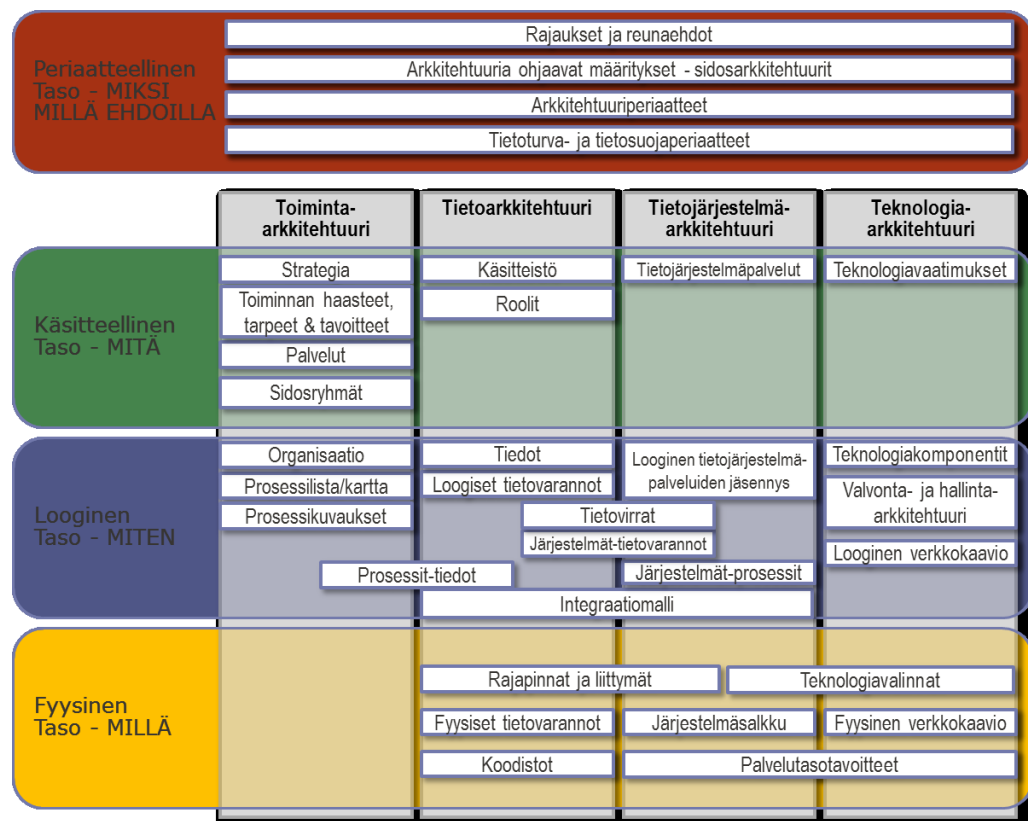 Periaatteellinen
Taso - MIKSI
MILLÄ EHDOILLA
Rajaukset ja reunaehdot
Arkkitehtuuria ohjaavat määritykset - sidosarkkitehtuurit
Arkkitehtuuriperiaatteet
Tietoturva- ja tietosuojaperiaatteet
Toiminta-
arkkitehtuuri
Tietoarkkitehtuuri
Tietojärjestelmä-
arkkitehtuuri
Teknologia-
arkkitehtuuri
Käsitteellinen
Taso - MITÄ
Strategia
Toiminnan haasteet,
tarpeet & tavoitteet
Palvelut
Sidosryhmät
Käsitteistö
Roolit
Tietojärjestelmäpalvelut
Teknologiavaatimukset
Looginen
Taso - MITEN
Organisaatio
Prosessilista/kartta
Prosessikuvaukset
Tiedot
Loogiset tietovarannot
Looginen tietojärjestelmä-
palveluiden jäsennys
Teknologiakomponentit
Valvonta- ja hallinta-
arkkitehtuuri
Looginen verkkokaavio
Tietovirrat
Järjestelmät-tietovarannot
Prosessit-tiedot
Järjestelmät-prosessit
Integraatiomalli
Fyysinen
Taso - MILLÄ
Rajapinnat ja liittymät
Teknologiavalinnat
Fyysiset tietovarannot
Järjestelmäsalkku
Fyysinen verkkokaavio
Koodistot
Palvelutasotavoitteet